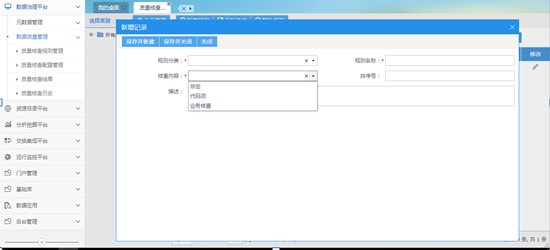 数据治理平台
元数据管理
数据质量管理
质量核查规则管理
质量核查配置管理
质量核查结果
质量核查历史
资源目录平台
分析挖掘平台
交换集成平台
运行监控平台
门户管理
基础库
数据应用
后台管理
我的桌面
质量核查...
选择类别
所有
修改
新增记录
保存并新建 保存并关闭 关闭
规则分类：* 规则名称：*
核查内容：* 排序号：
描述：
非空
代码项
业务核查
条, 共 1 条